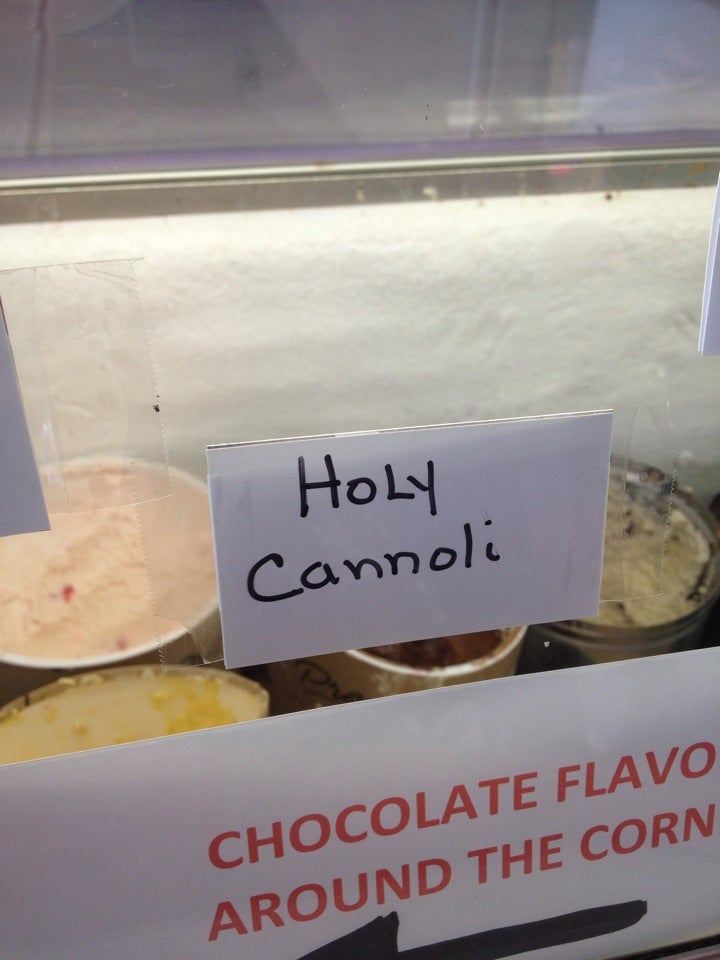 HOLY
Cannoli
CHOCOLATE FLAVO
AROUND THE CORN